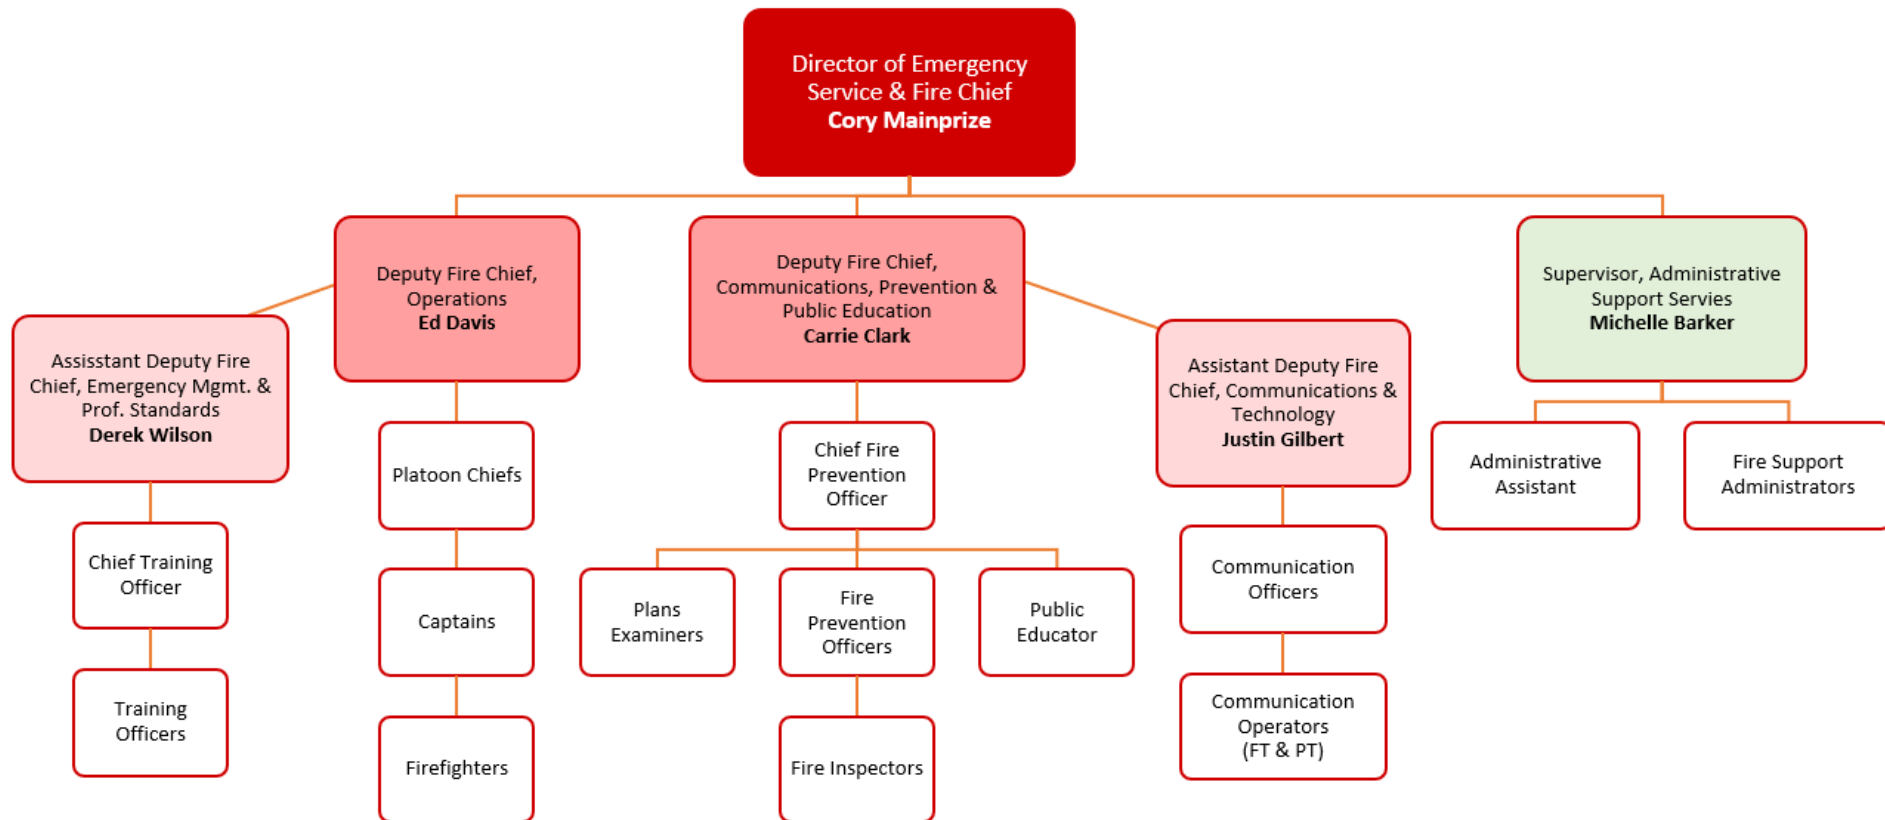 Director of Emergency
Service & Fire Chief
Cory Mainprize
Deputy Fire Chief,
Operations
Ed Davis
Deputy Fire Chief,
Communications, Prevention &
Public Education
Carrie Clark
Supervisor, Administrative
Support Servies
Michelle Barker
Assisstant Deputy Fire
Chief, Emergency Mgmt. &
Prof. Standards
Derek Wilson
Assistant Deputy Fire
Chief, Communications &
Technology
Justin Gilbert
Platoon Chiefs
Chief Fire
Prevention
Officer
Administrative
Assistant
Fire Support
Administrators
Chief Training
Officer
Captains
Plans
Examiners
Fire
Prevention
Officers
Public
Educator
Communication
Officers
Training
Officers
Firefighters
Fire Inspectors
Communication
Operators
(FT & PT)